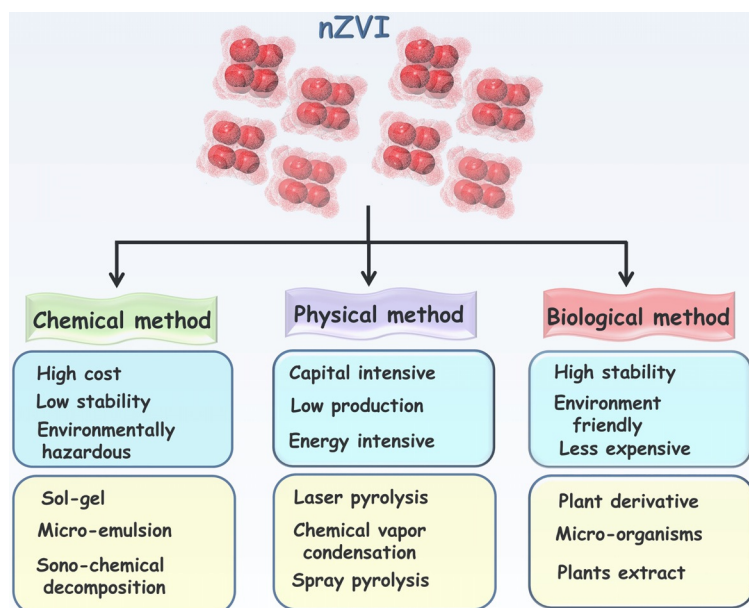 nZVI
Chemical method
Physical method
Biological method
High cost
Low stability
Environmentally
hazardous
Capital intensive
Low production
Energy intensive
High stability
Environment
friendly
Less expensive
Sol-gel
Micro-emulsion
Sono-chemical
decomposition
Laser pyrolysis
Chemical vapor
condensation
Spray pyrolysis
Plant derivative
Micro-organisms
Plants extract